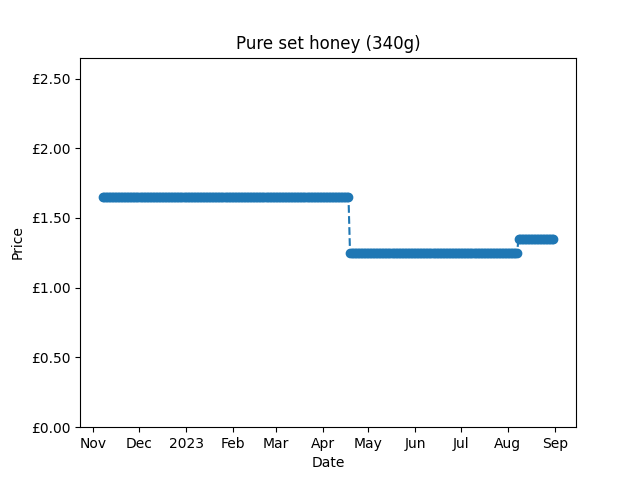 Pure set honey (340g)
£2.50
£2.00
£1.50
£1.00
£0.50
£0.00
Price
Nov Dec 2023 Feb Mar Apr May Jun Jul Aug Sep
Date